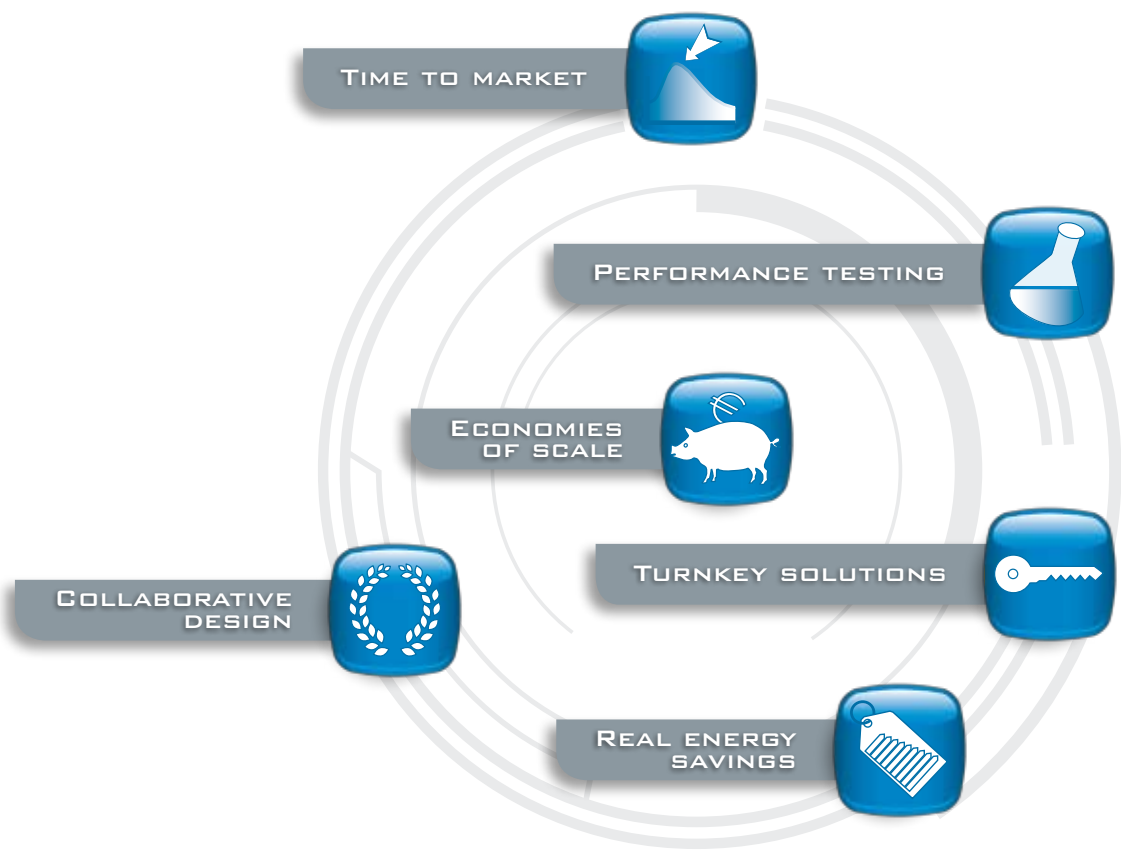 Time to market
Performance testing
Economies
of scale
Turnkey solutions
Collaborative
design
Real energy
savings